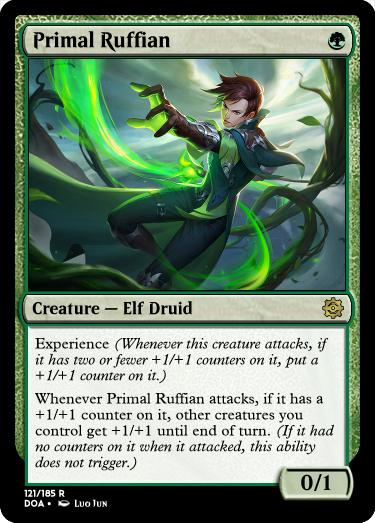 Primal Ruffian
Creature — Elf Druid
Experience (Whenever this creature attacks, if
it has two or fewer +1/+1 counters on it, put a
+1/+1 counter on it.)
Whenever Primal Ruffian attacks, if it has a
+1/+1 counter on it, other creatures you
control get +1/+1 until end of turn. (If it had
no counters on it when it attacked, this ability
does not trigger.)
0/1
121/185 R
DOA • Luo Jun